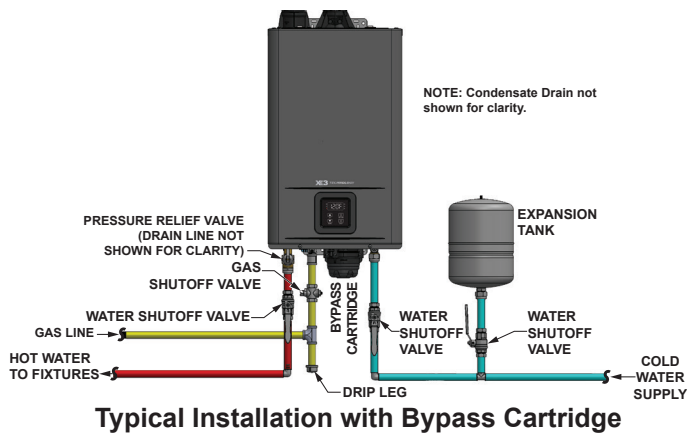 NOTE: Condensate Drain not
shown for clarity.
X3
120F
PRESSURE RELIEF VALVE
(DRAIN LINE NOT
SHOWN FOR CLARITY)
GAS
SHUTOFF VALVE
WATER SHUTOFF VALVE
GAS LINE
HOT WATER
TO FIXTURES
BYPASS
CARTRIDGE
DRIP LEG
WATER
SHUTOFF
VALVE
EXPANSION
TANK
WATER
SHUTOFF
VALVE
COLD
WATER
SUPPLY
Typical Installation with Bypass Cartridge